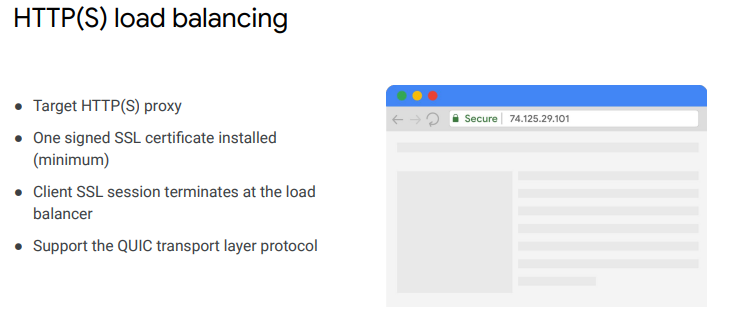 HTTP(S) load balancing
● Target HTTP(S) proxy
● One signed SSL certificate installed
(minimum)
● Client SSL session terminates at the load
balancer
● Support the QUIC transport layer protocol
Secure | 74.125.29.101